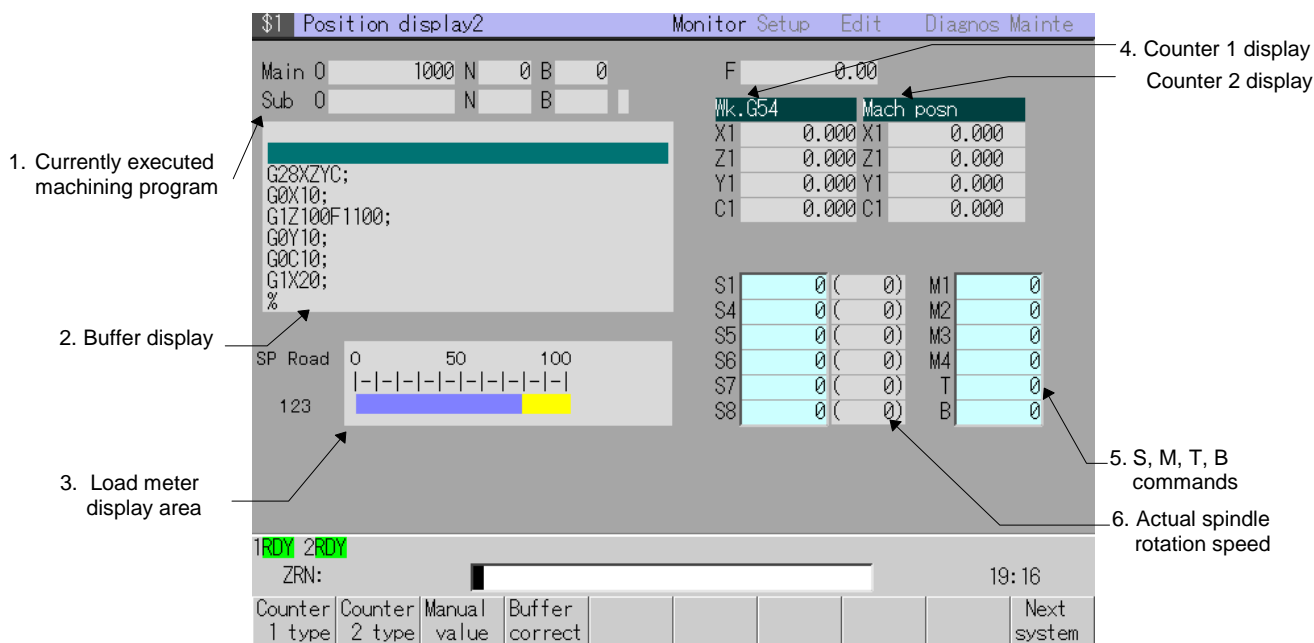 $1 Position display2 Monitor Setup Edit Diagnos Mainte
4. Counter 1 display
Counter 2 display
Main O 1000 N 0 B 0 F 0.00
Sub O N B
Wk.G54 Mach posn
X1 0.000 X1 0.000
Z1 0.000 Z1 0.000
Y1 0.000 Y1 0.000
C1 0.000 C1 0.000
1. Currently executed
machining program
G28XZYC;
G0X10;
G1Z100F1100;
G0Y10;
G0C10;
G1X20;
%
2. Buffer display
S1 0 ( 0) M1 0
S4 0 ( 0) M2 0
S5 0 ( 0) M3 0
S6 0 ( 0) M4 0
S7 0 ( 0) T 0
S8 0 ( 0) B 0
SP Road 0 50 100
|-|-|-|-|-|-|-|-|-|-|-|
123
3. Load meter
display area
5. S, M, T, B
commands
6. Actual spindle
rotation speed
1RDY 2RDY
ZRN: 19:16
Counter 1 type Counter 2 type Manual value Buffer correct Next system